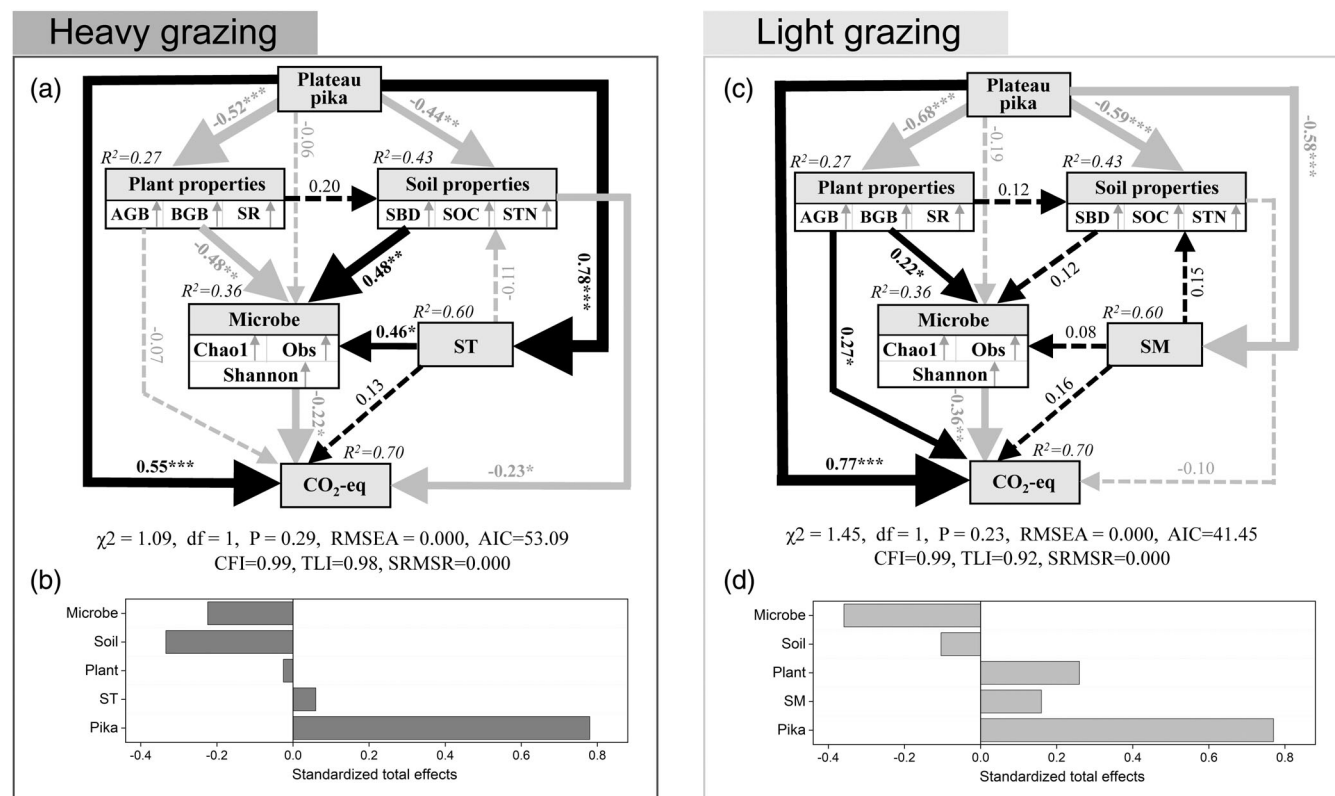 Heavy grazing
(a)
Plateau
pika
-0.52***
-0.44**
-0.06
R²=0.27
R²=0.43
Plant properties
0.20
Soil properties
AGB BGB SR
SBD SOC STN
-0.48**
0.48**
-0.11
0.78***
R²=0.36
R²=0.60
Microbe
0.46*
ST
Chao1 Obs
Shannon
-0.07
-0.22*
0.13
R²=0.70
0.55***
-0.23*
CO₂-eq
χ2 = 1.09, df = 1, P = 0.29, RMSEA = 0.000, AIC=53.09
CFI=0.99, TLI=0.98, SRMSR=0.000
(b)
Microbe
Soil
Plant
ST
Pika
-0.4 -0.2 0.0 0.2 0.4 0.6 0.8
Standardized total effects
Light grazing
(c)
Plateau
pika
-0.68***
-0.59***
-0.58***
-0.19
R²=0.27
R²=0.43
Plant properties
0.12
Soil properties
AGB BGB SR
SBD SOC STN
0.22*
0.12
0.15
R²=0.36
R²=0.60
Microbe
0.08
SM
Chao1 Obs
Shannon
0.27*
-0.36**
0.16
R²=0.70
0.77***
-0.10
CO₂-eq
χ2 = 1.45, df = 1, P = 0.23, RMSEA = 0.000, AIC=41.45
CFI=0.99, TLI=0.92, SRMSR=0.000
(d)
Microbe
Soil
Plant
SM
Pika
-0.4 -0.2 0.0 0.2 0.4 0.6 0.8
Standardized total effects